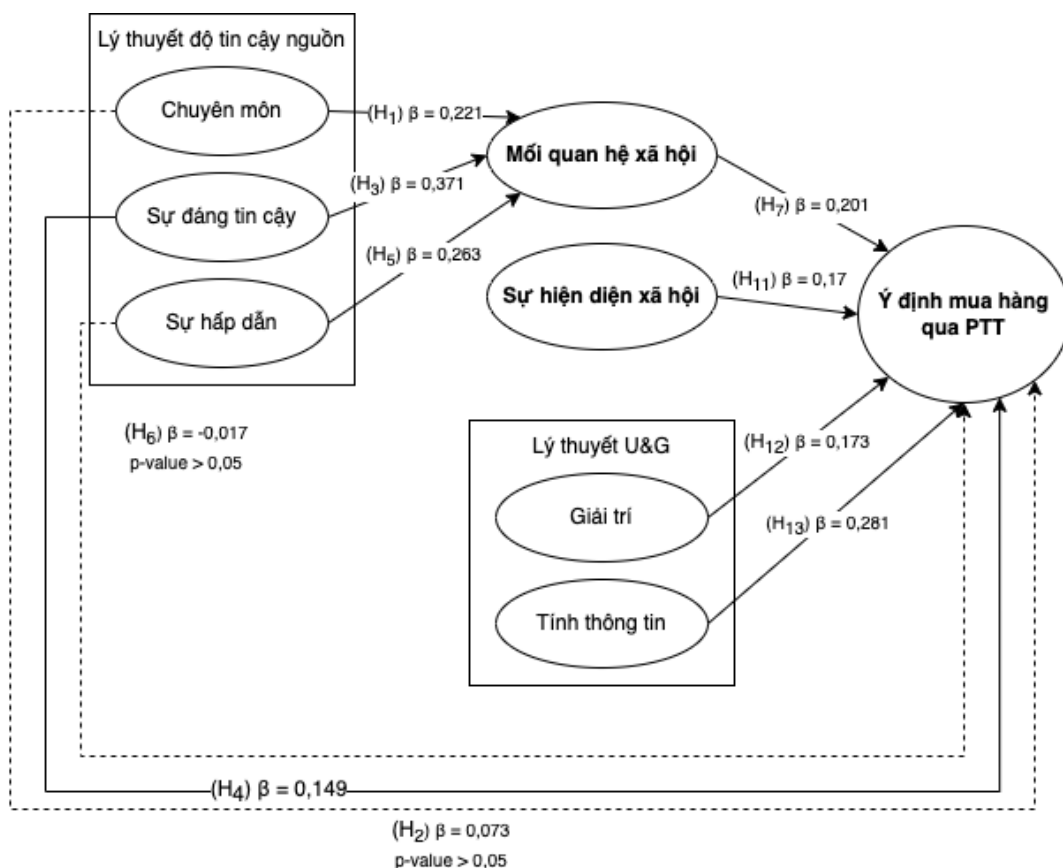 Lý thuyết độ tin cậy nguồn
Chuyên môn
(H1) β = 0,221
Mối quan hệ xã hội
(H3) β = 0,371
Sự đáng tin cậy
(H7) β = 0,201
(H5) β = 0,263
(H11) β = 0,17
Sự hiện diện xã hội
Ý định mua hàng
qua PTT
Sự hấp dẫn
(H6) β = -0,017
p-value > 0,05
Lý thuyết U&G
(H12) β = 0,173
Giải trí
(H13) β = 0,281
Tính thông tin
(H4) β = 0,149
(H2) β = 0,073
p-value > 0,05